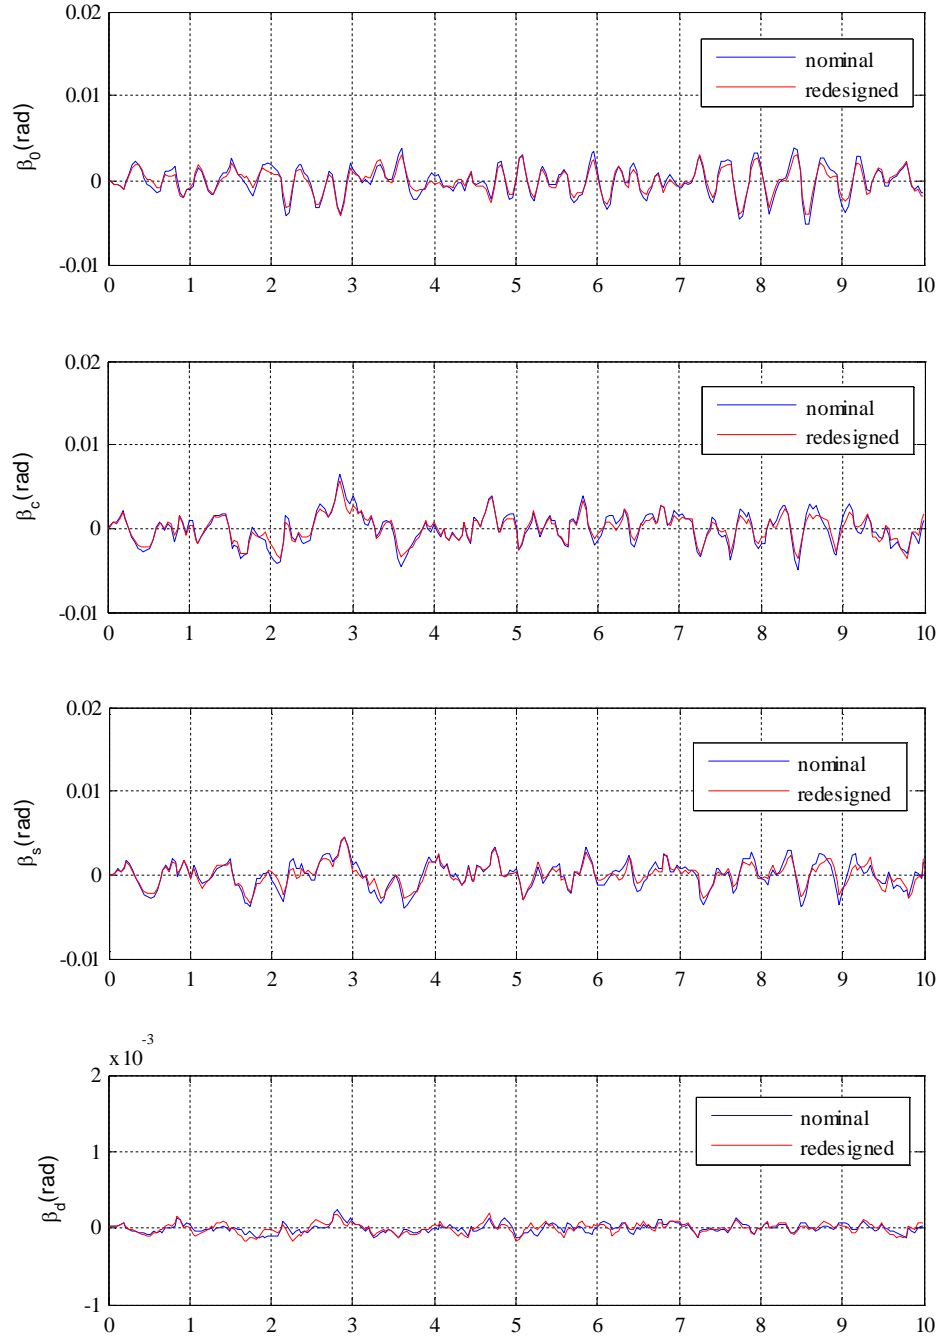 0.02
nominal
redesigned
0.01
β0(rad)
0
-0.01
0 1 2 3 4 5 6 7 8 9 10
0.02
nominal
redesigned
0.01
βc(rad)
0
-0.01
0 1 2 3 4 5 6 7 8 9 10
0.02
nominal
redesigned
0.01
βs(rad)
0
-0.01
0 1 2 3 4 5 6 7 8 9 10
x 10-3
2
nominal
redesigned
1
βd(rad)
0
-1
0 1 2 3 4 5 6 7 8 9 10